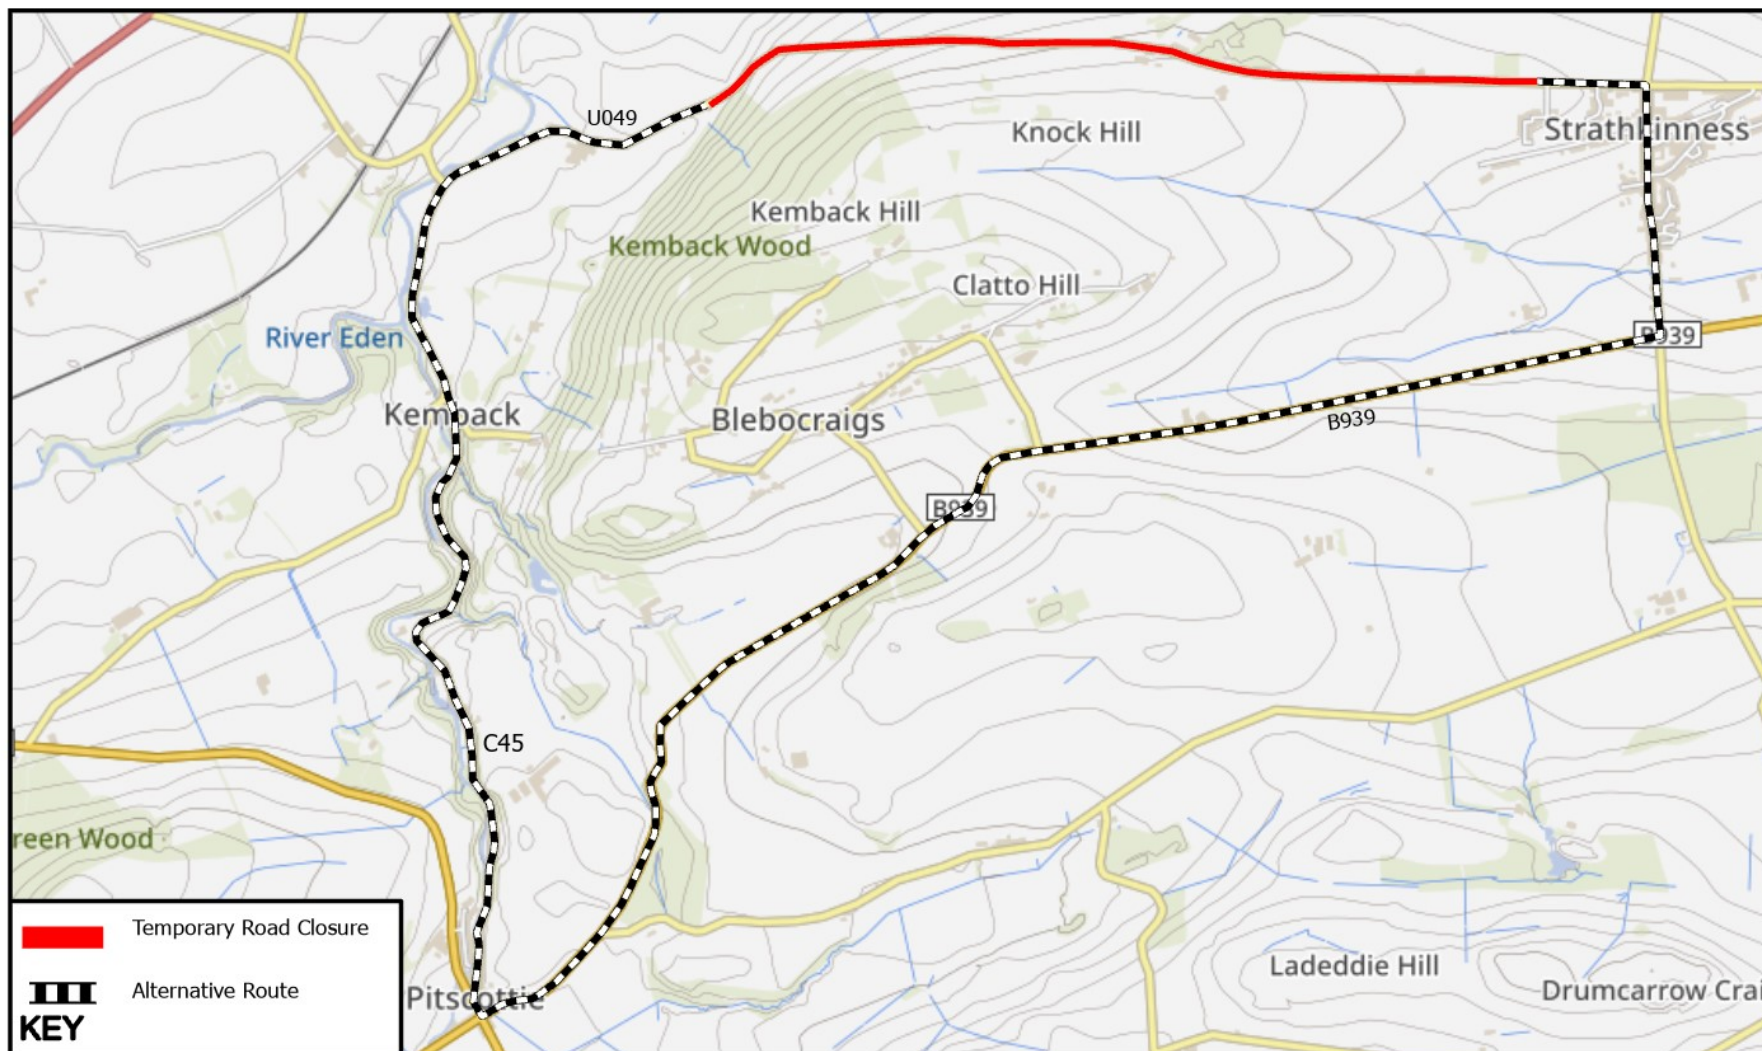 U049
Knock Hill
Strathkinness
Kemback Hill
Kemback Wood
Clatto Hill
River Eden
B939
Kemback
Blebocraigs
B939
B939
C45
reen Wood
Temporary Road Closure
Ladeddie Hill
Alternative Route
Pitscottie
Drumcarrow Crai
KEY